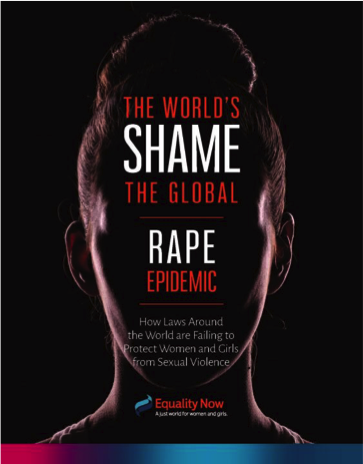 THE WORLD'S
SHAME
THE GLOBAL
RAPE
EPIDEMIC
How Laws Around
the World are Failing to
Protect Women and Girls
from Sexual Violence
Equality Now
A just world for women and girls.